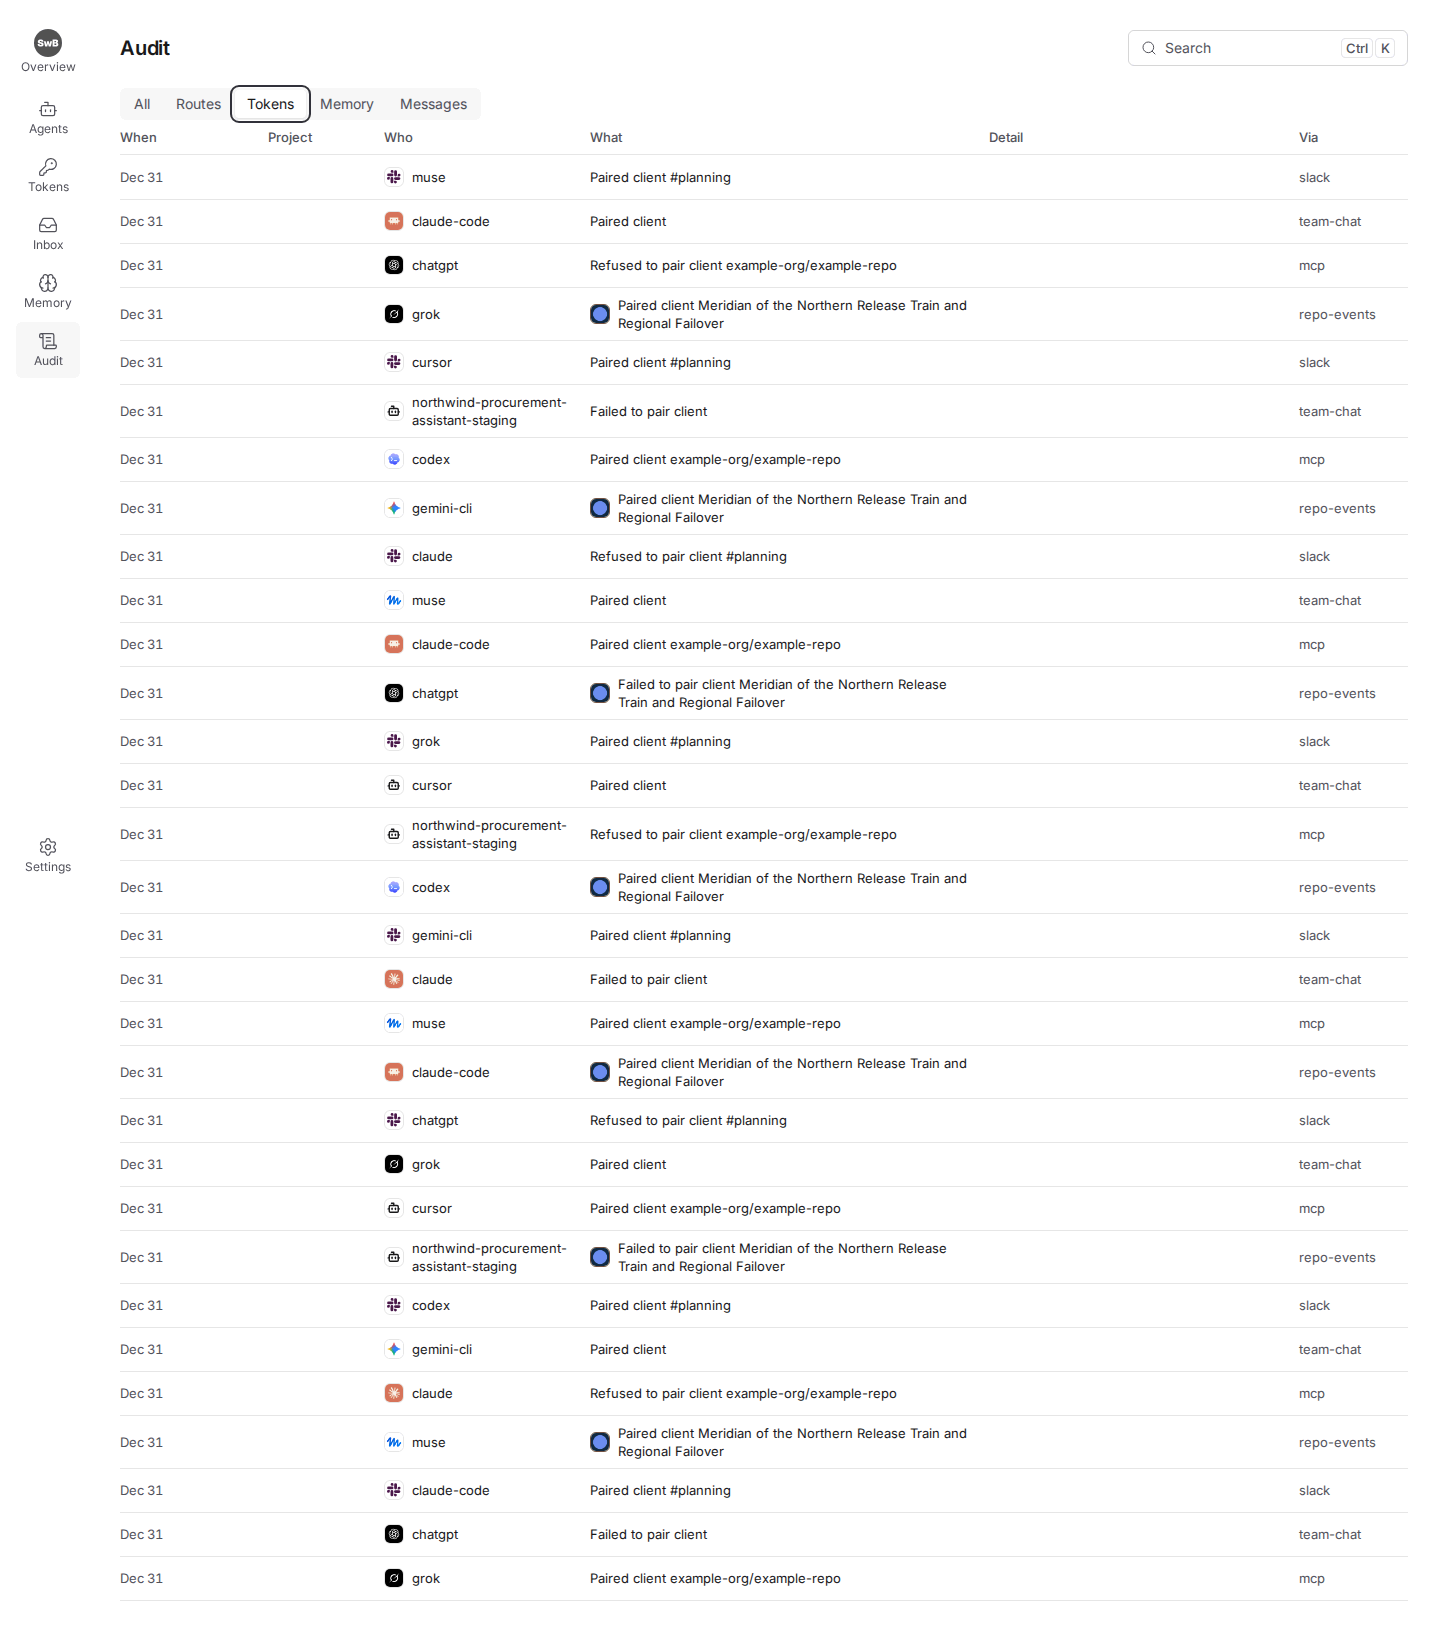 SwB
Overview
Agents
Tokens
Inbox
Memory
Audit
Settings
Audit
Search Ctrl K
All Routes Tokens Memory Messages
When Project Who What Detail Via
Dec 31 muse Paired client #planning slack
Dec 31 claude-code Paired client team-chat
Dec 31 chatgpt Refused to pair client example-org/example-repo mcp
Dec 31 grok Paired client Meridian of the Northern Release Train and
Regional Failover repo-events
Dec 31 cursor Paired client #planning slack
Dec 31 northwind-procurement-
assistant-staging Failed to pair client team-chat
Dec 31 codex Paired client example-org/example-repo mcp
Dec 31 gemini-cli Paired client Meridian of the Northern Release Train and
Regional Failover repo-events
Dec 31 claude Refused to pair client #planning slack
Dec 31 muse Paired client team-chat
Dec 31 claude-code Paired client example-org/example-repo mcp
Dec 31 chatgpt Failed to pair client Meridian of the Northern Release
Train and Regional Failover repo-events
Dec 31 grok Paired client #planning slack
Dec 31 cursor Paired client team-chat
Dec 31 northwind-procurement-
assistant-staging Refused to pair client example-org/example-repo mcp
Dec 31 codex Paired client Meridian of the Northern Release Train and
Regional Failover repo-events
Dec 31 gemini-cli Paired client #planning slack
Dec 31 claude Failed to pair client team-chat
Dec 31 muse Paired client example-org/example-repo mcp
Dec 31 claude-code Paired client Meridian of the Northern Release Train and
Regional Failover repo-events
Dec 31 chatgpt Refused to pair client #planning slack
Dec 31 grok Paired client team-chat
Dec 31 cursor Paired client example-org/example-repo mcp
Dec 31 northwind-procurement-
assistant-staging Failed to pair client Meridian of the Northern Release
Train and Regional Failover repo-events
Dec 31 codex Paired client #planning slack
Dec 31 gemini-cli Paired client team-chat
Dec 31 claude Refused to pair client example-org/example-repo mcp
Dec 31 muse Paired client Meridian of the Northern Release Train and
Regional Failover repo-events
Dec 31 claude-code Paired client #planning slack
Dec 31 chatgpt Failed to pair client team-chat
Dec 31 grok Paired client example-org/example-repo mcp